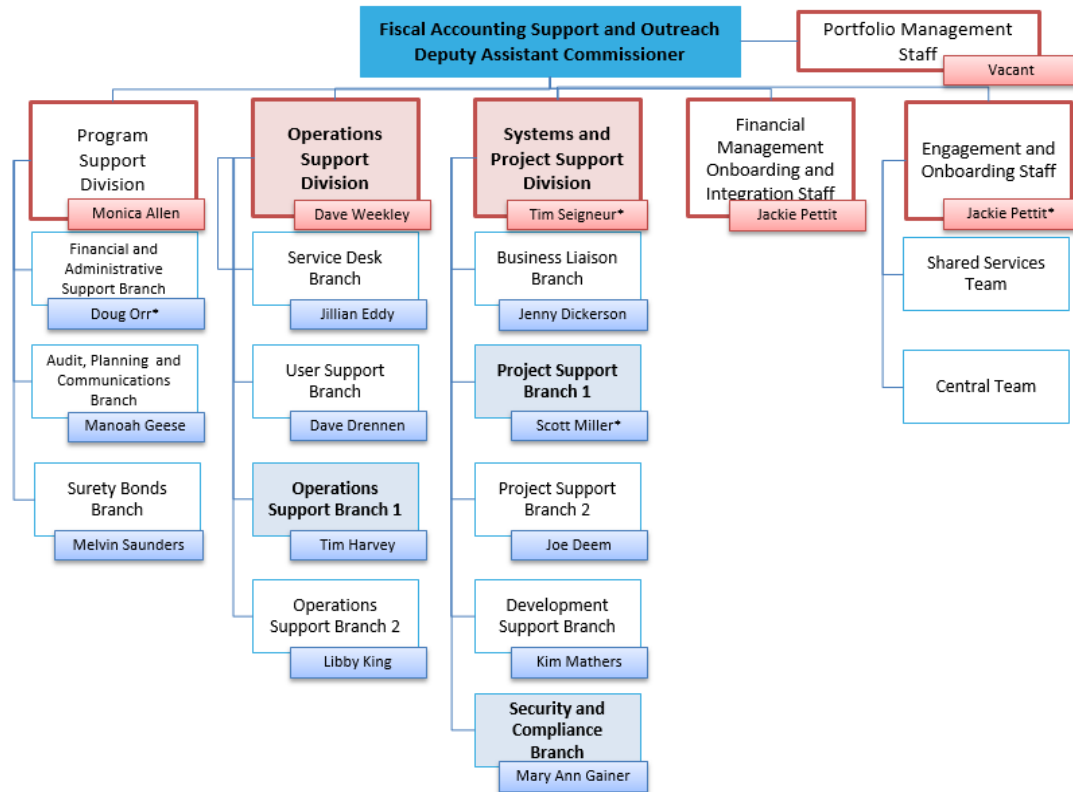 Fiscal Accounting Support and Outreach
Deputy Assistant Commissioner
Portfolio Management
Staff
Vacant
Program
Support
Division
Monica Allen
Financial and
Administrative
Support Branch
Doug Orr*
Audit, Planning and
Communications
Branch
Manoah Geese
Surety Bonds
Branch
Melvin Saunders
Operations
Support
Division
Dave Weekley
Service Desk
Branch
Jillian Eddy
User Support
Branch
Dave Drennen
Operations
Support Branch 1
Tim Harvey
Operations
Support Branch 2
Libby King
Systems and
Project Support
Division
Tim Seigneur*
Business Liaison
Branch
Jenny Dickerson
Project Support
Branch 1
Scott Miller*
Project Support
Branch 2
Joe Deem
Development
Support Branch
Kim Mathers
Security and
Compliance
Branch
Mary Ann Gainer
Financial
Management
Onboarding and
Integration Staff
Jackie Pettit
Engagement and
Onboarding Staff
Jackie Pettit*
Shared Services
Team
Central Team